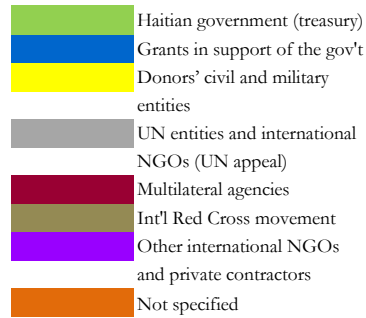 Haitian government (treasury)
Grants in support of the gov't
Donors' civil and military
entities
UN entities and international
NGOs (UN appeal)
Multilateral agencies
Int'l Red Cross movement
Other international NGOs
and private contractors
Not specified